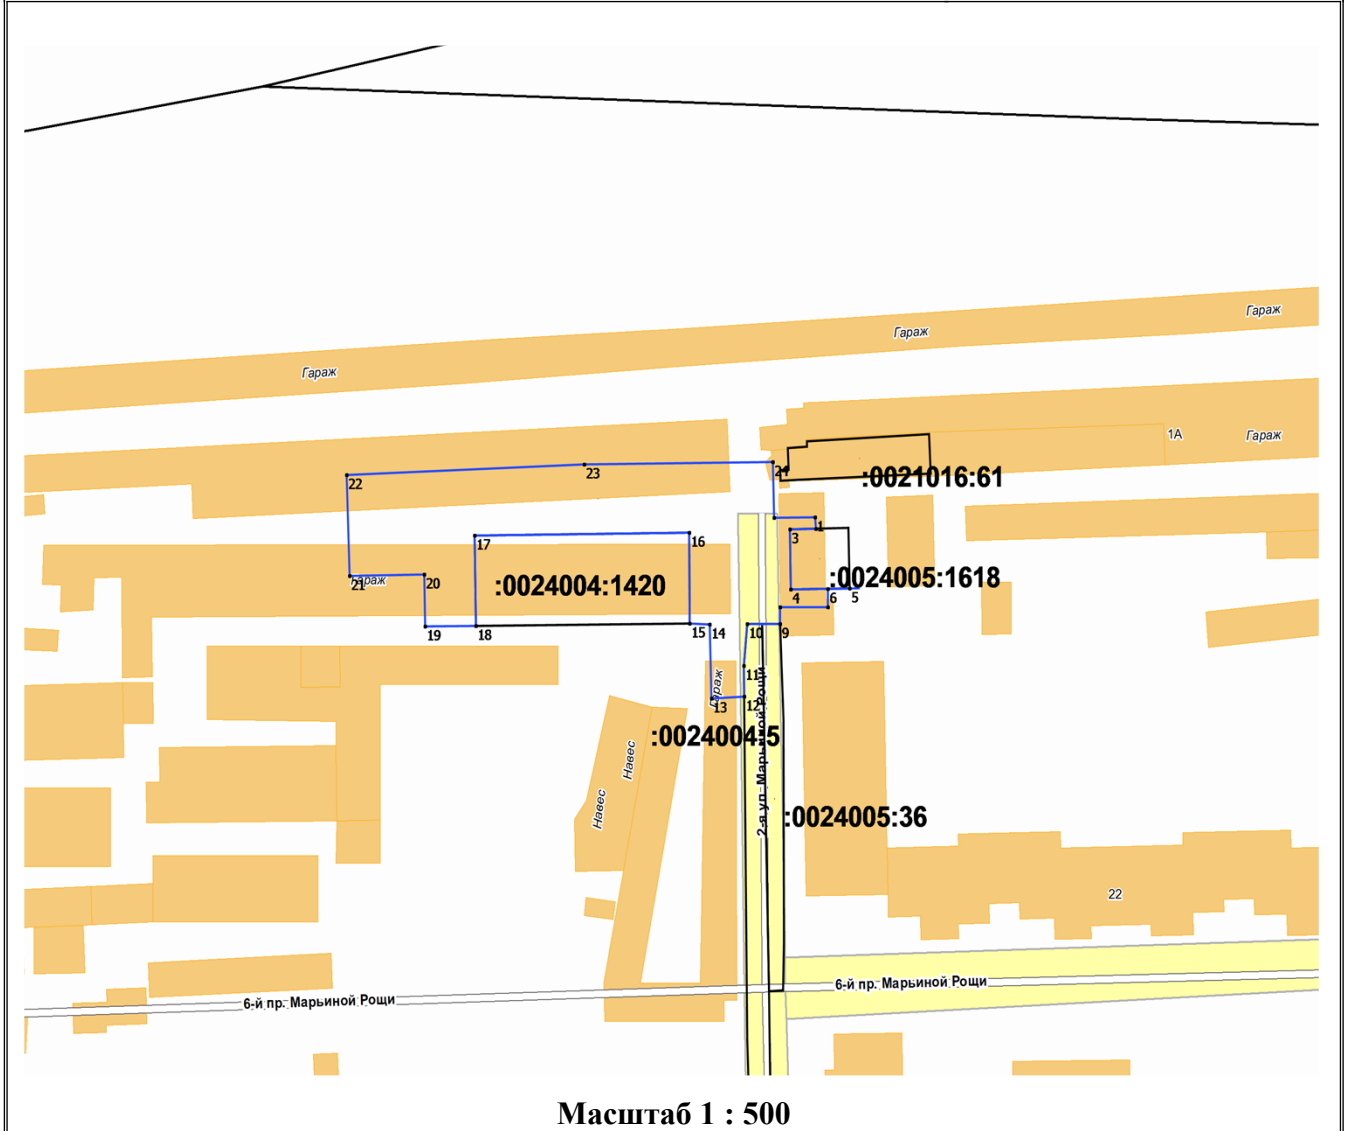 Гараж
Гараж
Гараж
1А
Гараж
24
23
22
:0021016:61
1
3
16
17
:0024004:1420
:0024005:1618
20
21
Гараж
4
6
5
19
18
15
14
10
9
11
Гараж
12
13
:0024004:5
2-я ул. Марьиной Рощи
Навес
Навес
:0024005:36
22
6-й пр. Марьиной Рощи
6-й пр. Марьиной Рощи
Масштаб 1 : 500